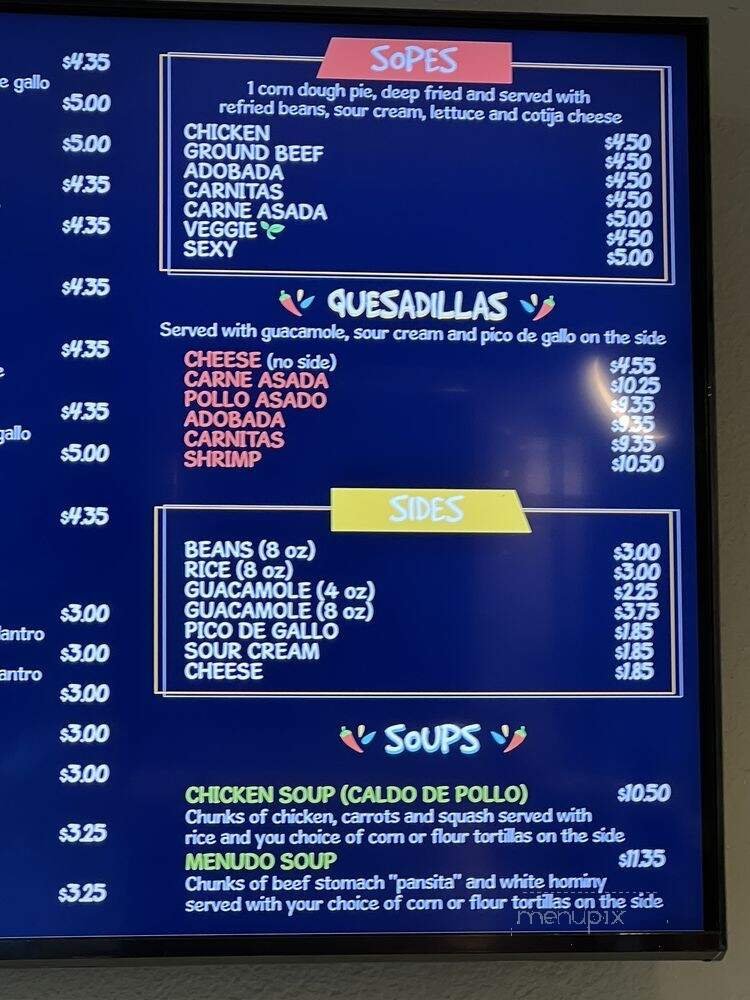 $4.35
e gallo
$5.00
$5.00
$4.35
$4.35
$4.35
$4.35
e
$4.35
gallo
$5.00
$4.35
$3.00
lantro
$3.00
antro
$3.00
$3.00
$3.00
$3.25
$3.25
SOPES
1 corn dough pie, deep fried and served with
refried beans, sour cream, lettuce and cotija cheese
CHICKEN $4.50
GROUND BEEF $4.50
ADOBADA $4.50
CARNITAS $4.50
CARNE ASADA $5.00
VEGGIE $4.50
SEXY $5.00
QUESADILLAS
Served with guacamole, sour cream and pico de gallo on the side
CHEESE (no side) $4.55
CARNE ASADA $10.25
POLLO ASADO $9.35
ADOBADA $9.35
CARNITAS $9.35
SHRIMP $10.50
SIDES
BEANS (8 oz) $3.00
RICE (8 oz) $3.00
GUACAMOLE (4 oz) $2.25
GUACAMOLE (8 oz) $3.75
PICO DE GALLO $1.85
SOUR CREAM $1.85
CHEESE $1.85
SOUPS
CHICKEN SOUP (CALDO DE POLLO) $10.50
Chunks of chicken, carrots and squash served with
rice and you choice of corn or flour tortillas on the side
MENUDO SOUP $11.35
Chunks of beef stomach "pansita" and white hominy
served with your choice of corn or flour tortillas on the side
menupix